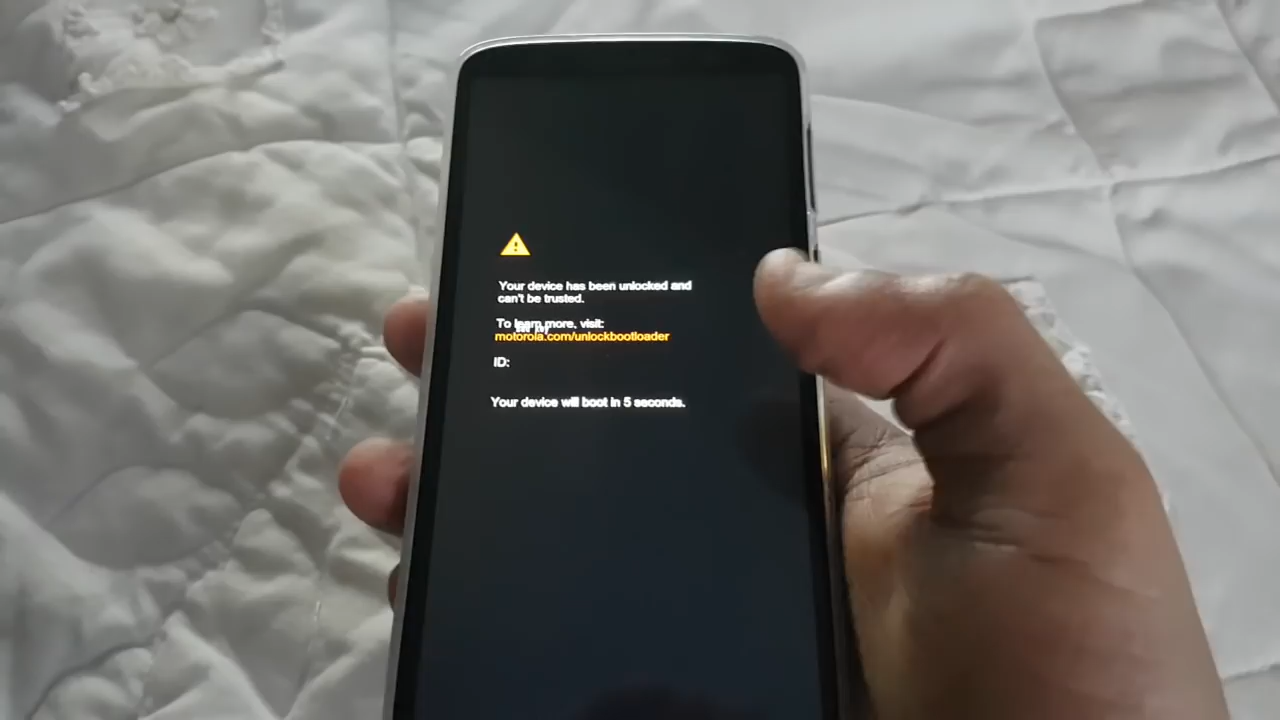 Your device has been unlocked and
can't be trusted.
To learn more, visit:
motorola.com/unlockbootloader
ID:
Your device will boot in 5 seconds.